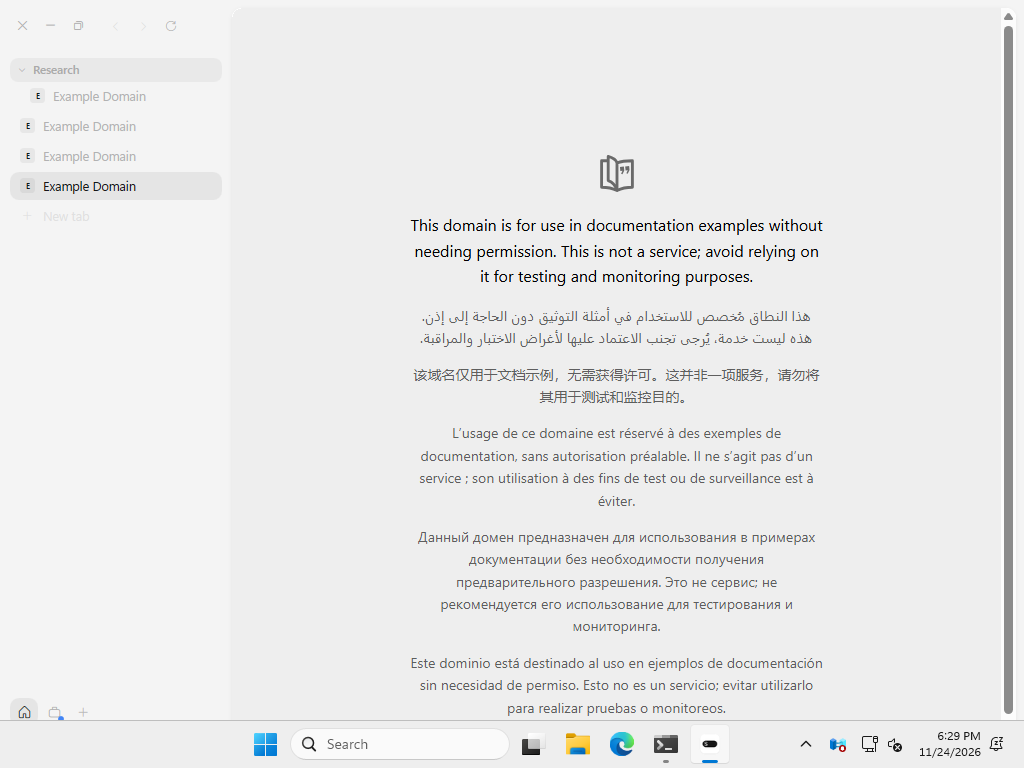 Research
E Example Domain
E Example Domain
E Example Domain
E Example Domain
New tab
This domain is for use in documentation examples without
needing permission. This is not a service; avoid relying on
it for testing and monitoring purposes.
هذا النطاق مُخصص للاستخدام في أمثلة التوثيق دون الحاجة إلى إذن.
هذه ليست خدمة، يُرجى تجنب الاعتماد عليها لأغراض الاختبار والمراقبة.
该域名仅用于文档示例，无需获得许可。这并非一项服务，请勿将
其用于测试和监控目的。
L’usage de ce domaine est réservé à des exemples de
documentation, sans autorisation préalable. Il ne s’agit pas d’un
service ; son utilisation à des fins de test ou de surveillance est à
éviter.
Данный домен предназначен для использования в примерах
документации без необходимости получения
предварительного разрешения. Это не сервис; не
рекомендуется его использование для тестирования и
мониторинга.
Este dominio está destinado al uso en ejemplos de documentación
sin necesidad de permiso. Esto no es un servicio; evitar utilizarlo
para realizar pruebas o monitoreos.
Search
6:29 PM
11/24/2026